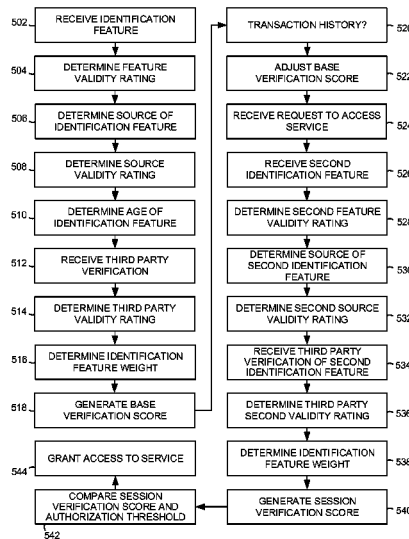 502
RECEIVE IDENTIFICATION
FEATURE
504
DETERMINE FEATURE
VALIDITY RATING
506
DETERMINE SOURCE OF
IDENTIFICATION FEATURE
508
DETERMINE SOURCE
VALIDITY RATING
510
DETERMINE AGE OF
IDENTIFICATION FEATURE
512
RECEIVE THIRD PARTY
VERIFICATION
514
DETERMINE THIRD PARTY
VALIDITY RATING
516
DETERMINE IDENTIFICATION
FEATURE WEIGHT
518
GENERATE BASE
VERIFICATION SCORE
TRANSACTION HISTORY?
520
ADJUST BASE
VERIFICATION SCORE
522
RECEIVE REQUEST TO ACCESS
SERVICE
524
RECEIVE SECOND
IDENTIFICATION FEATURE
526
DETERMINE SECOND FEATURE
VALIDITY RATING
528
DETERMINE SOURCE OF
SECOND IDENTIFICATION
FEATURE
530
DETERMINE SECOND SOURCE
VALIDITY RATING
532
RECEIVE THIRD PARTY
VERIFICATION OF SECOND
IDENTIFICATION FEATURE
534
DETERMINE THIRD PARTY
SECOND VALIDITY RATING
536
DETERMINE IDENTIFICATION
FEATURE WEIGHT
538
GENERATE SESSION
VERIFICATION SCORE
540
COMPARE SESSION
VERIFICATION SCORE AND
AUTHORIZATION THRESHOLD
542
GRANT ACCESS TO SERVICE
544